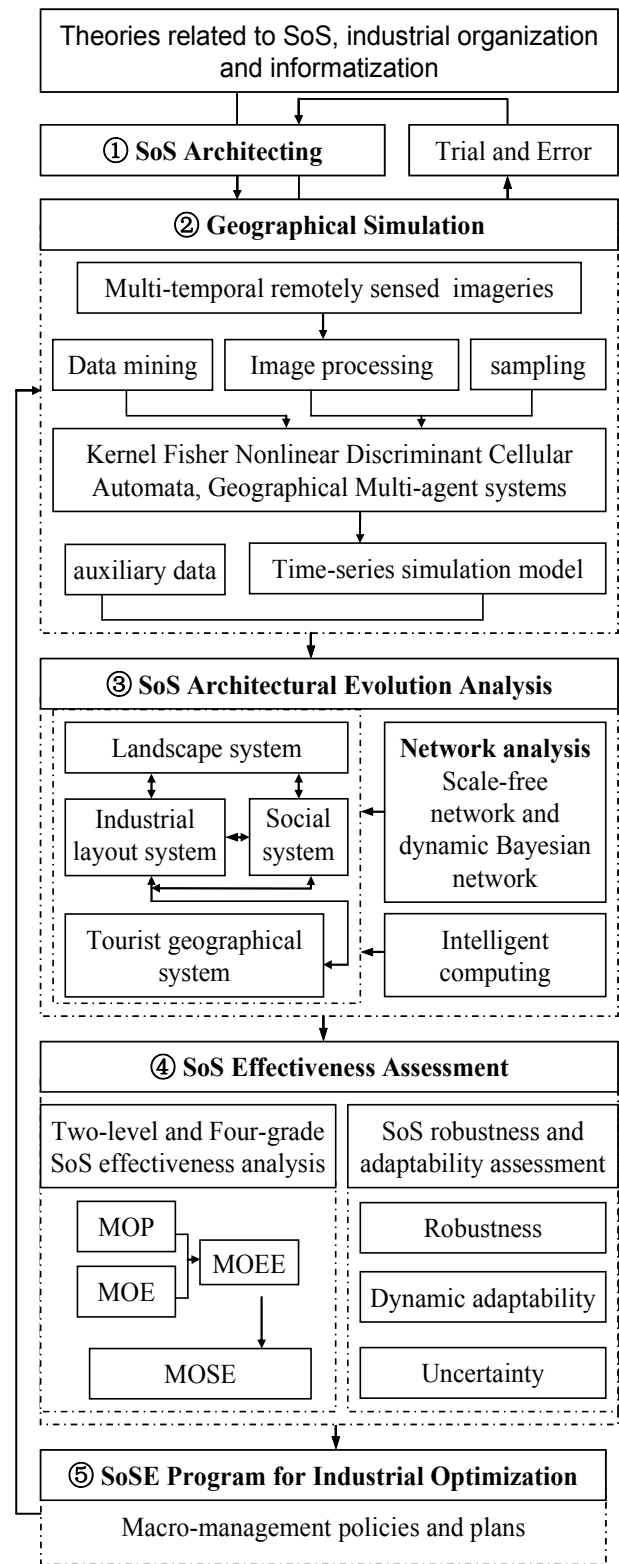 Theories related to SoS, industrial organization
and informatization
① SoS Architecting
Trial and Error
② Geographical Simulation
Multi-temporal remotely sensed imageries
Data mining
Image processing
sampling
Kernel Fisher Nonlinear Discriminant Cellular
Automata, Geographical Multi-agent systems
auxiliary data
Time-series simulation model
③ SoS Architectural Evolution Analysis
Landscape system
Industrial
layout system
Social
system
Tourist geographical
system
Network analysis
Scale-free
network and
dynamic Bayesian
network
Intelligent
computing
④ SoS Effectiveness Assessment
Two-level and Four-grade
SoS effectiveness analysis
MOP
MOE
MOEE
MOSE
SoS robustness and
adaptability assessment
Robustness
Dynamic adaptability
Uncertainty
⑤ SoSE Program for Industrial Optimization
Macro-management policies and plans